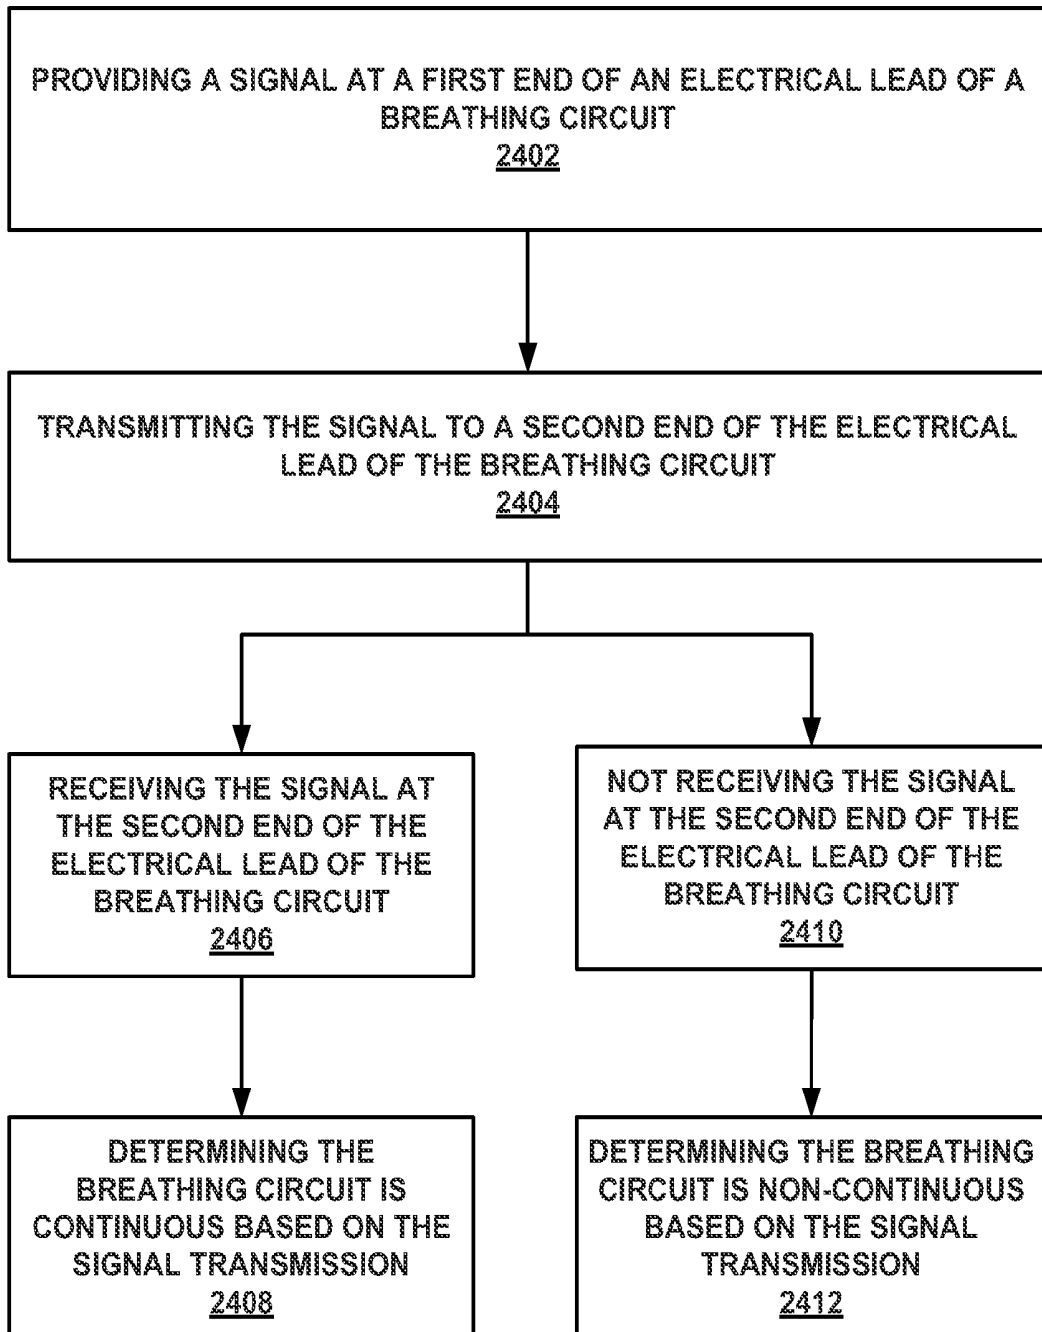 PROVIDING A SIGNAL AT A FIRST END OF AN ELECTRICAL LEAD OF A
BREATHING CIRCUIT
2402
TRANSMITTING THE SIGNAL TO A SECOND END OF THE ELECTRICAL
LEAD OF THE BREATHING CIRCUIT
2404
RECEIVING THE SIGNAL AT
THE SECOND END OF THE
ELECTRICAL LEAD OF THE
BREATHING CIRCUIT
2406
NOT RECEIVING THE SIGNAL
AT THE SECOND END OF THE
ELECTRICAL LEAD OF THE
BREATHING CIRCUIT
2410
DETERMINING THE
BREATHING CIRCUIT IS
CONTINUOUS BASED ON THE
SIGNAL TRANSMISSION
2408
DETERMINING THE BREATHING
CIRCUIT IS NON-CONTINUOUS
BASED ON THE SIGNAL
TRANSMISSION
2412